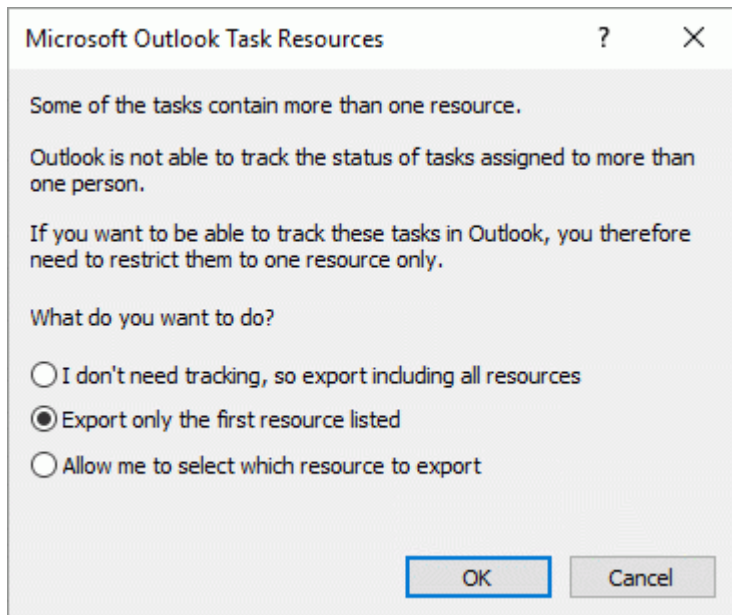 Microsoft Outlook Task Resources ?
Some of the tasks contain more than one resource.
Outlook is not able to track the status of tasks assigned to more than
one person.
If you want to be able to track these tasks in Outlook, you therefore
need to restrict them to one resource only.
What do you want to do?
I don't need tracking, so export including all resources
Export only the first resource listed
Allow me to select which resource to export
OK Cancel